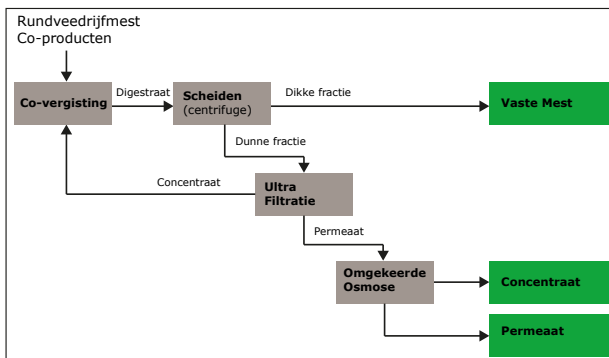 Rundveedrijfmest
Co-producten
Co-vergisting
Digestraat
Scheiden
(centrifuge)
Dikke fractie
Vaste Mest
Dunne fractie
Concentraat
Ultra
Filtratie
Permeaat
Omgekeerde
Osmose
Concentraat
Permeaat